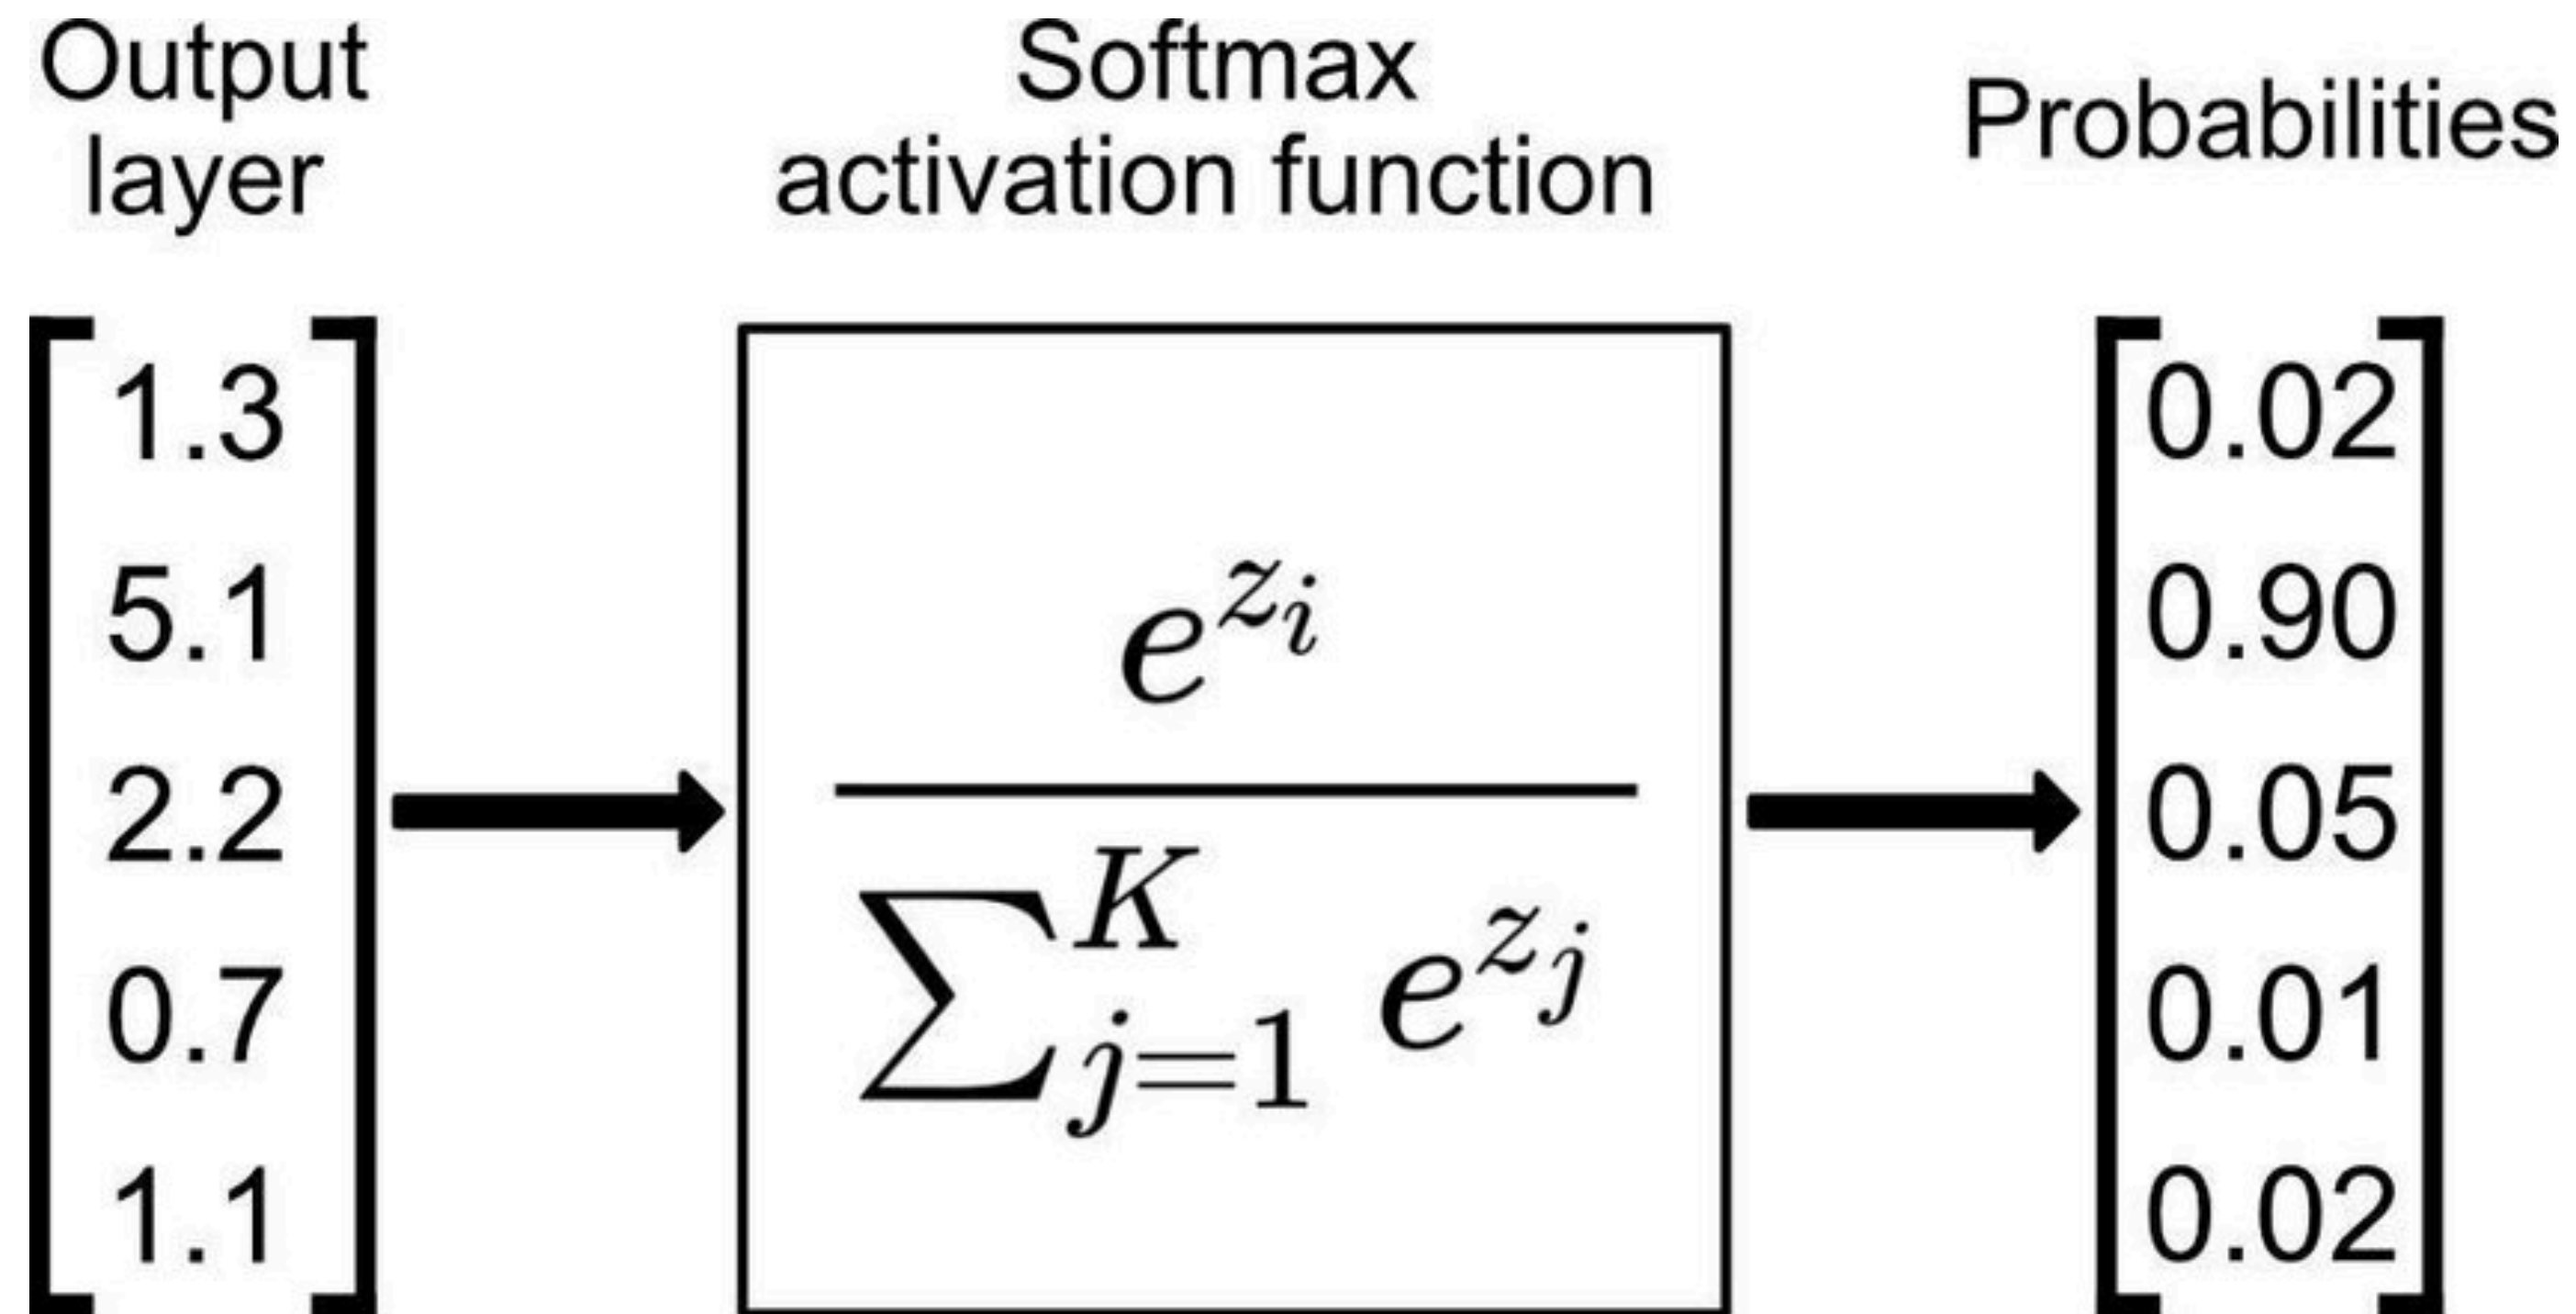 Output
layer
Softmax
activation function
Probabilities
1.3
5.1
2.2
0.7
1.1
e^{z_i}
\sum_{j=1}^{K} e^{z_j}
0.02
0.90
0.05
0.01
0.02